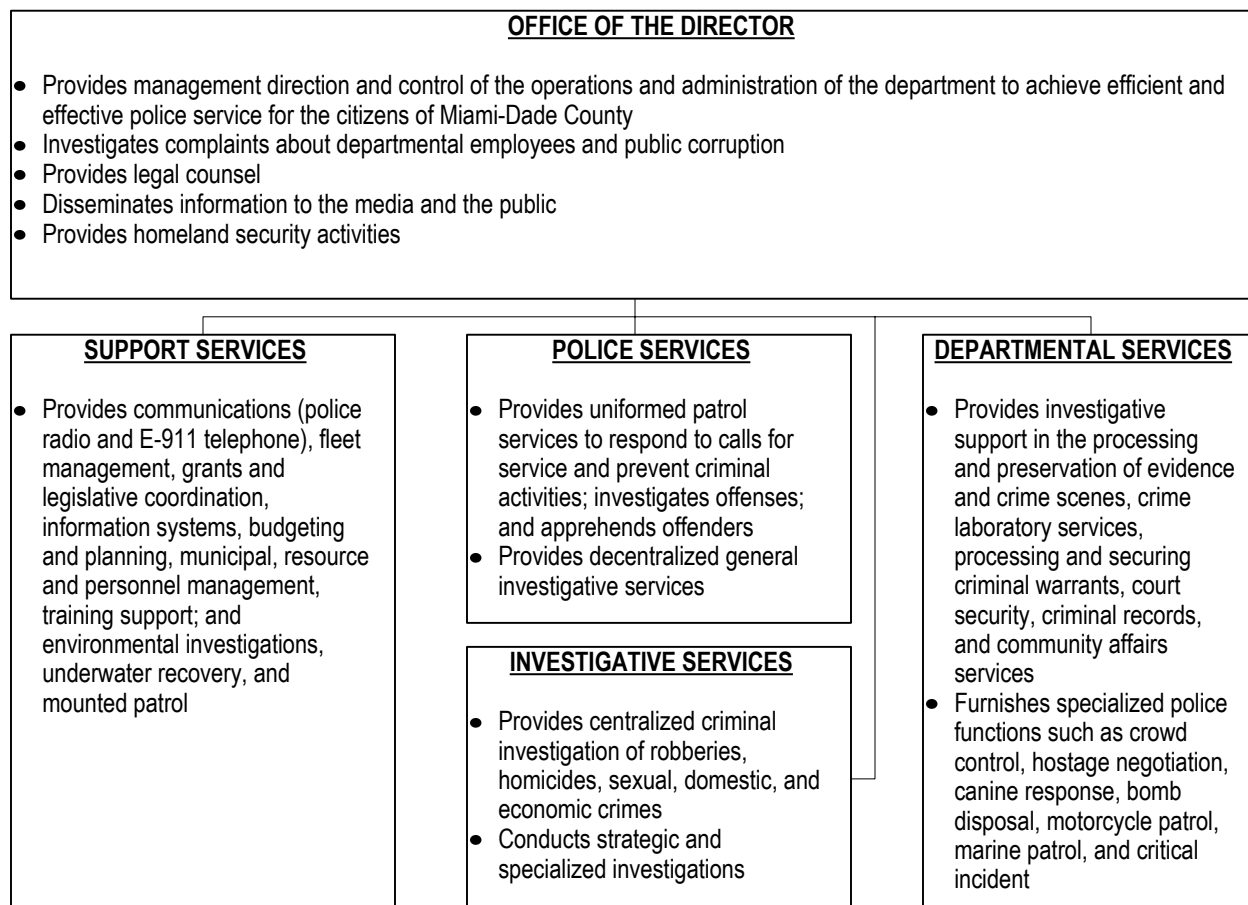 OFFICE OF THE DIRECTOR
• Provides management direction and control of the operations and administration of the department to achieve efficient and
effective police service for the citizens of Miami-Dade County
• Investigates complaints about departmental employees and public corruption
• Provides legal counsel
• Disseminates information to the media and the public
• Provides homeland security activities
SUPPORT SERVICES
• Provides communications (police
radio and E-911 telephone), fleet
management, grants and
legislative coordination,
information systems, budgeting
and planning, municipal, resource
and personnel management,
training support; and
environmental investigations,
underwater recovery, and
mounted patrol
POLICE SERVICES
• Provides uniformed patrol
services to respond to calls for
service and prevent criminal
activities; investigates offenses;
and apprehends offenders
• Provides decentralized general
investigative services
INVESTIGATIVE SERVICES
• Provides centralized criminal
investigation of robberies,
homicides, sexual, domestic, and
economic crimes
• Conducts strategic and
specialized investigations
DEPARTMENTAL SERVICES
• Provides investigative
support in the processing
and preservation of evidence
and crime scenes, crime
laboratory services,
processing and securing
criminal warrants, court
security, criminal records,
and community affairs
services
• Furnishes specialized police
functions such as crowd
control, hostage negotiation,
canine response, bomb
disposal, motorcycle patrol,
marine patrol, and critical
incident